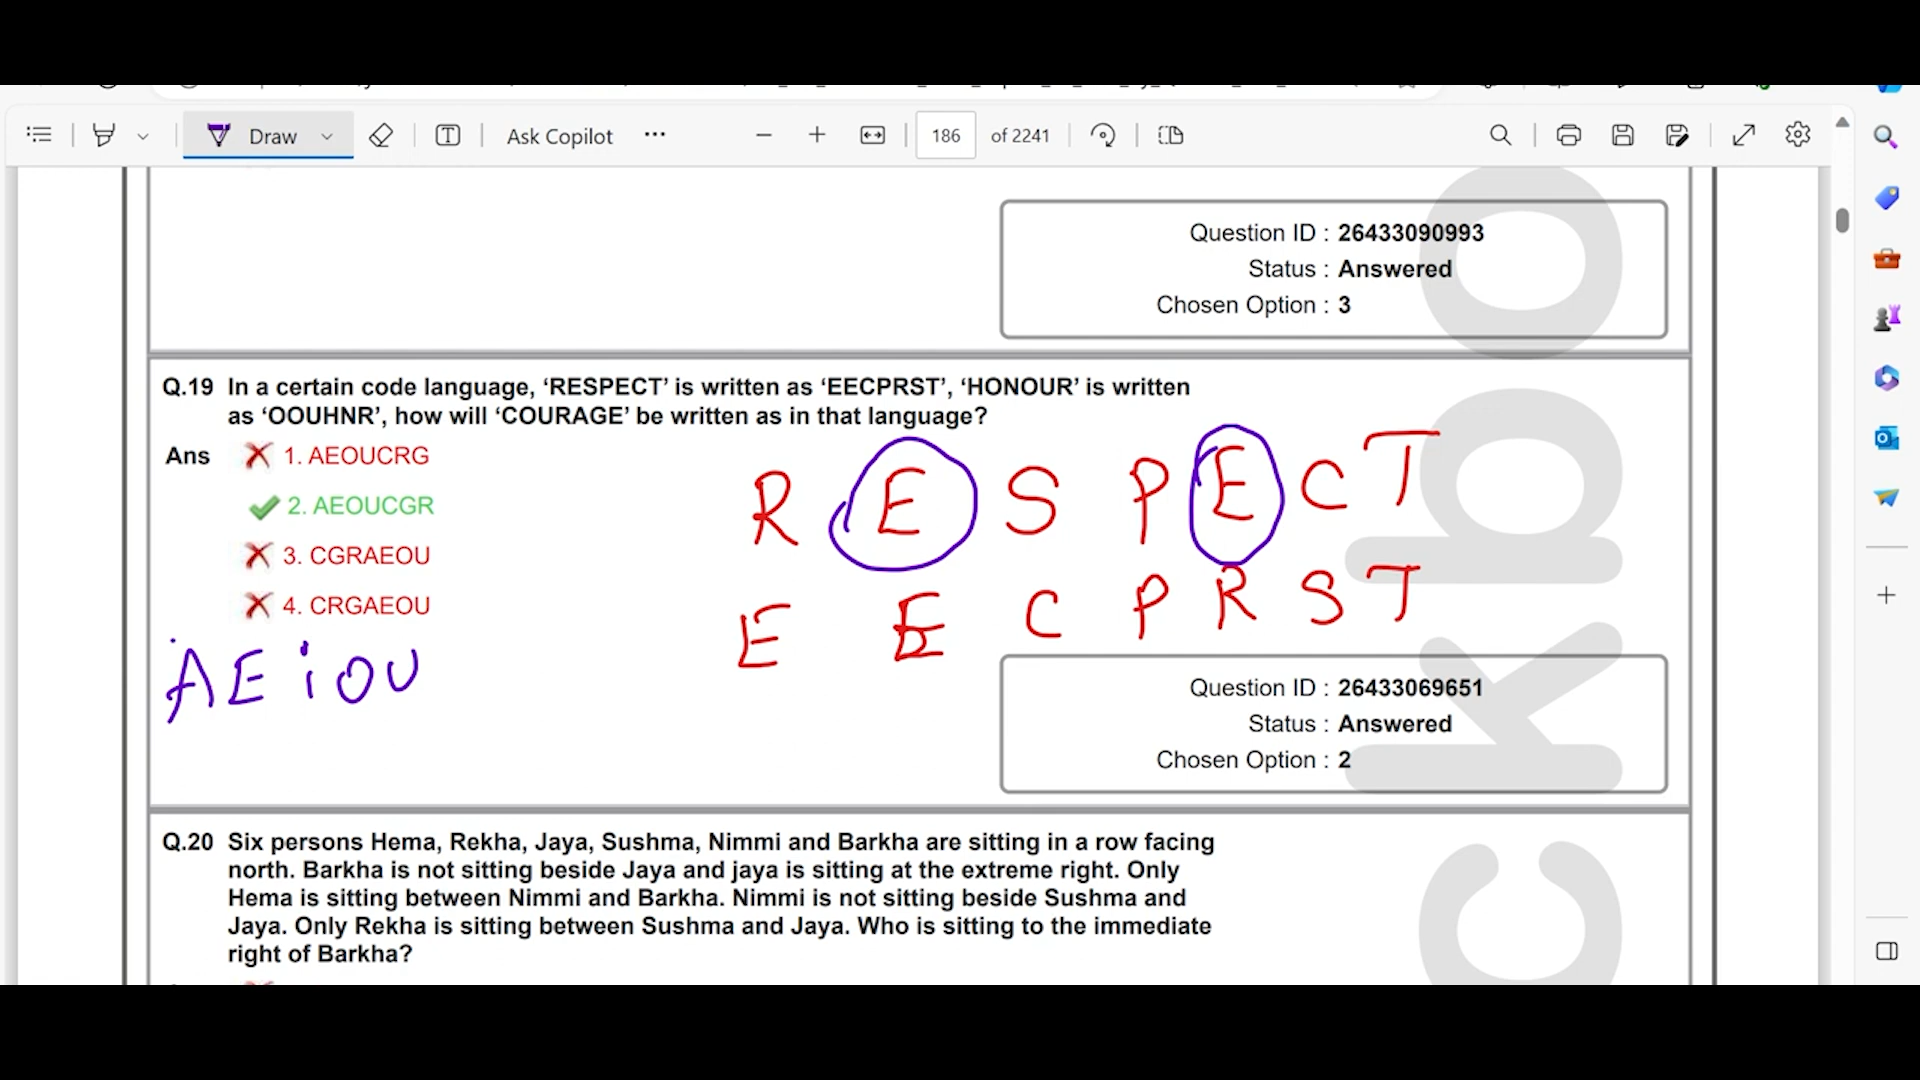 Draw
Ask Copilot
186 of 2241
Question ID : 26433090993
Status : Answered
Chosen Option : 3
Q.19 In a certain code language, ‘RESPECT’ is written as ‘EECPRST’, ‘HONOUR’ is written
as ‘OOUHNR’, how will ‘COURAGE’ be written as in that language?
Ans 1. AEOUCRG
2. AEOUCGR
3. CGRAEOU
4. CRGAEOU
R E S P E C T
E E C P R S T
A E i O U
Question ID : 26433069651
Status : Answered
Chosen Option : 2
Q.20 Six persons Hema, Rekha, Jaya, Sushma, Nimmi and Barkha are sitting in a row facing
north. Barkha is not sitting beside Jaya and jaya is sitting at the extreme right. Only
Hema is sitting between Nimmi and Barkha. Nimmi is not sitting beside Sushma and
Jaya. Only Rekha is sitting between Sushma and Jaya. Who is sitting to the immediate
right of Barkha?